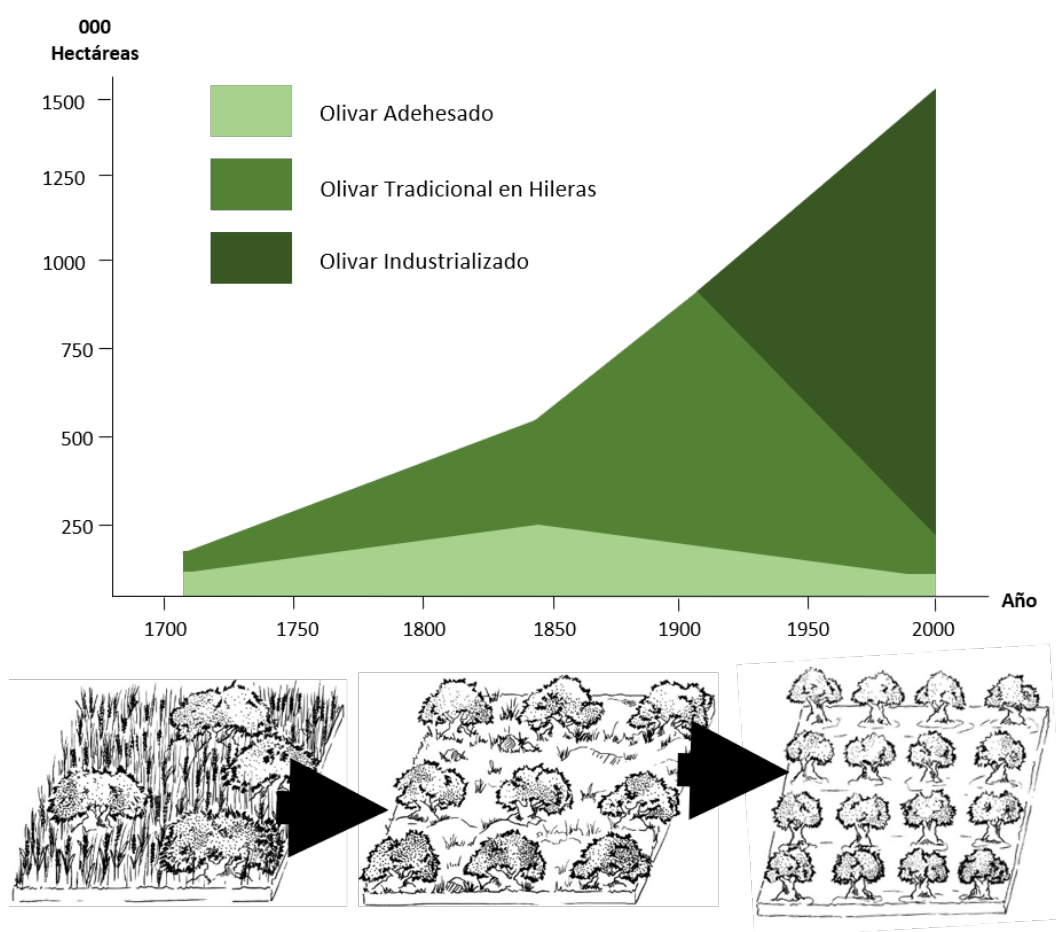 000
Hectáreas
1500
1250
1000
750
500
250
Olivar Adehesado
Olivar Tradicional en Hileras
Olivar Industrializado
Año
1700 1750 1800 1850 1900 1950 2000